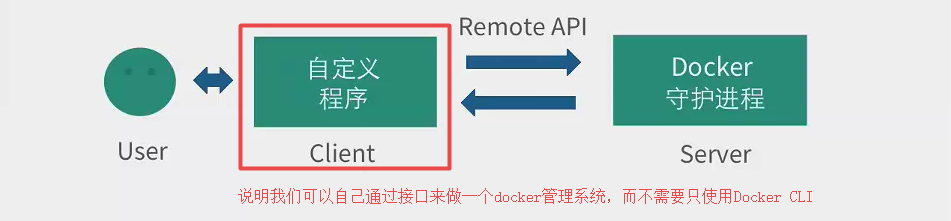 Remote API
自定义
程序
Docker
守护进程
User
Client
Server
说明我们可以自己通过接口来做一个docker管理系统，而不需要只使用Docker CLI